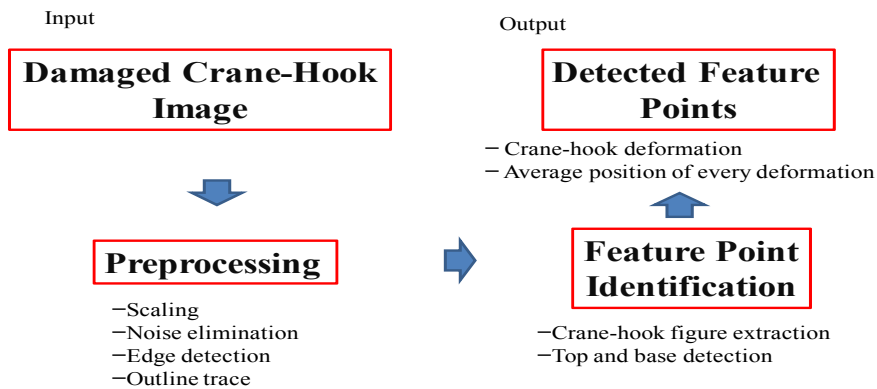 Input
Damaged Crane-Hook
Image
Preprocessing
–Scaling
–Noise elimination
–Edge detection
–Outline trace
Output
Detected Feature
Points
– Crane-hook deformation
– Average position of every deformation
Feature Point
Identification
–Crane-hook figure extraction
–Top and base detection